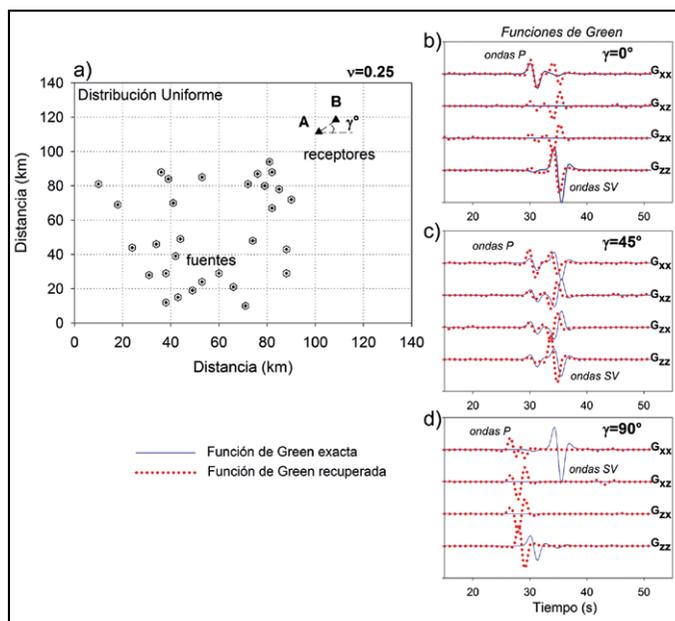 a)
ν=0.25
Distribución Uniforme
B
A
γ°
receptores
fuentes
Distancia (km)
140
120
100
80
60
40
20
0
0 20 40 60 80 100 120 140
Distancia (km)
Función de Green exacta
Función de Green recuperada
Funciones de Green
b)
ondas P
γ=0°
Gxx
Gxz
Gzx
Gzz
ondas SV
20 30 40 50
c)
ondas P
γ=45°
Gxx
Gxz
Gzx
Gzz
ondas SV
20 30 40 50
d)
ondas P
γ=90°
Gxx
ondas SV
Gxz
Gzx
Gzz
20 30 40 50
Tiempo (s)